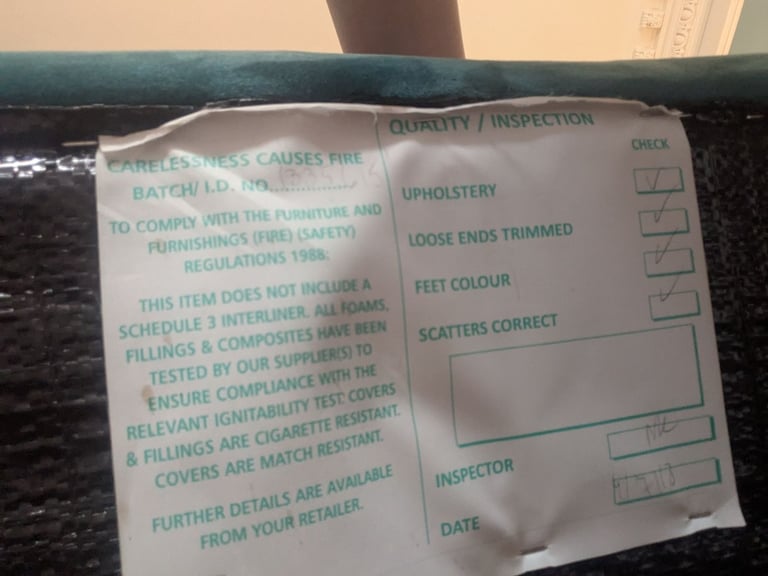 CARELESSNESS CAUSES FIRE
BATCH/ I.D. NO.
TO COMPLY WITH THE FURNITURE AND
FURNISHINGS (FIRE) (SAFETY)
REGULATIONS 1988:
THIS ITEM DOES NOT INCLUDE A
SCHEDULE 3 INTERLINER. ALL FOAMS,
FILLINGS & COMPOSITES HAVE BEEN
TESTED BY OUR SUPPLIER(S) TO
ENSURE COMPLIANCE WITH THE
RELEVANT IGNITABILITY TEST. COVERS
& FILLINGS ARE CIGARETTE RESISTANT.
COVERS ARE MATCH RESISTANT.
FURTHER DETAILS ARE AVAILABLE
FROM YOUR RETAILER.
QUALITY / INSPECTION
CHECK
UPHOLSTERY
LOOSE ENDS TRIMMED
FEET COLOUR
SCATTERS CORRECT
INSPECTOR
DATE